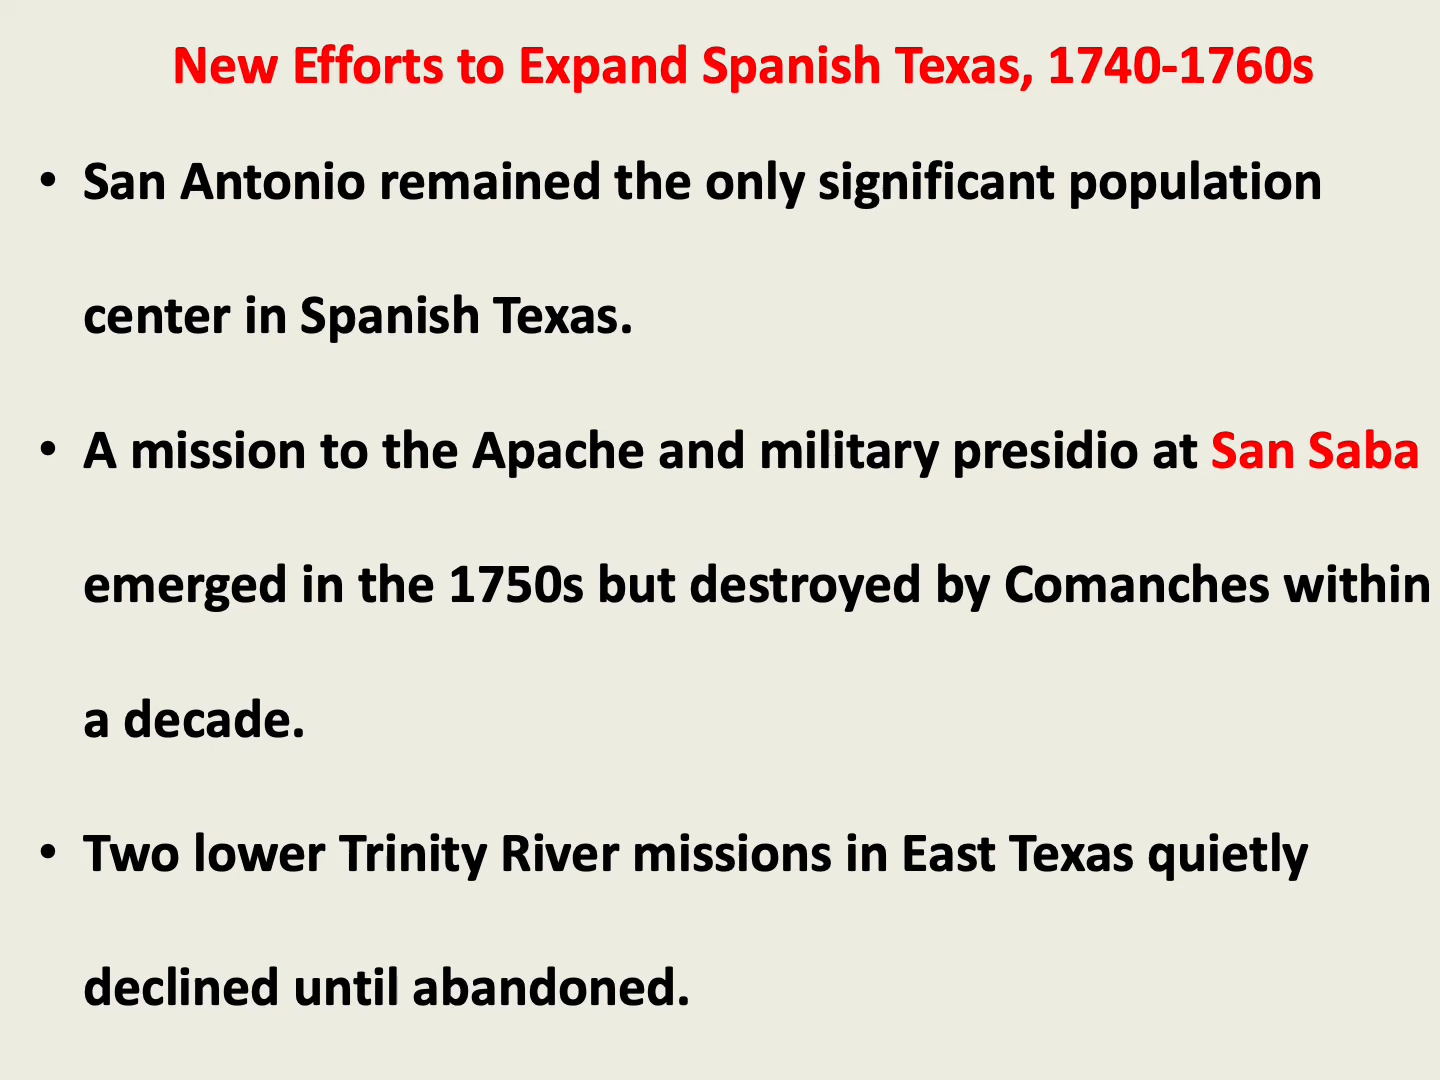 New Efforts to Expand Spanish Texas, 1740-1760s
• San Antonio remained the only significant population
center in Spanish Texas.
• A mission to the Apache and military presidio at San Saba
emerged in the 1750s but destroyed by Comanches within
a decade.
• Two lower Trinity River missions in East Texas quietly
declined until abandoned.